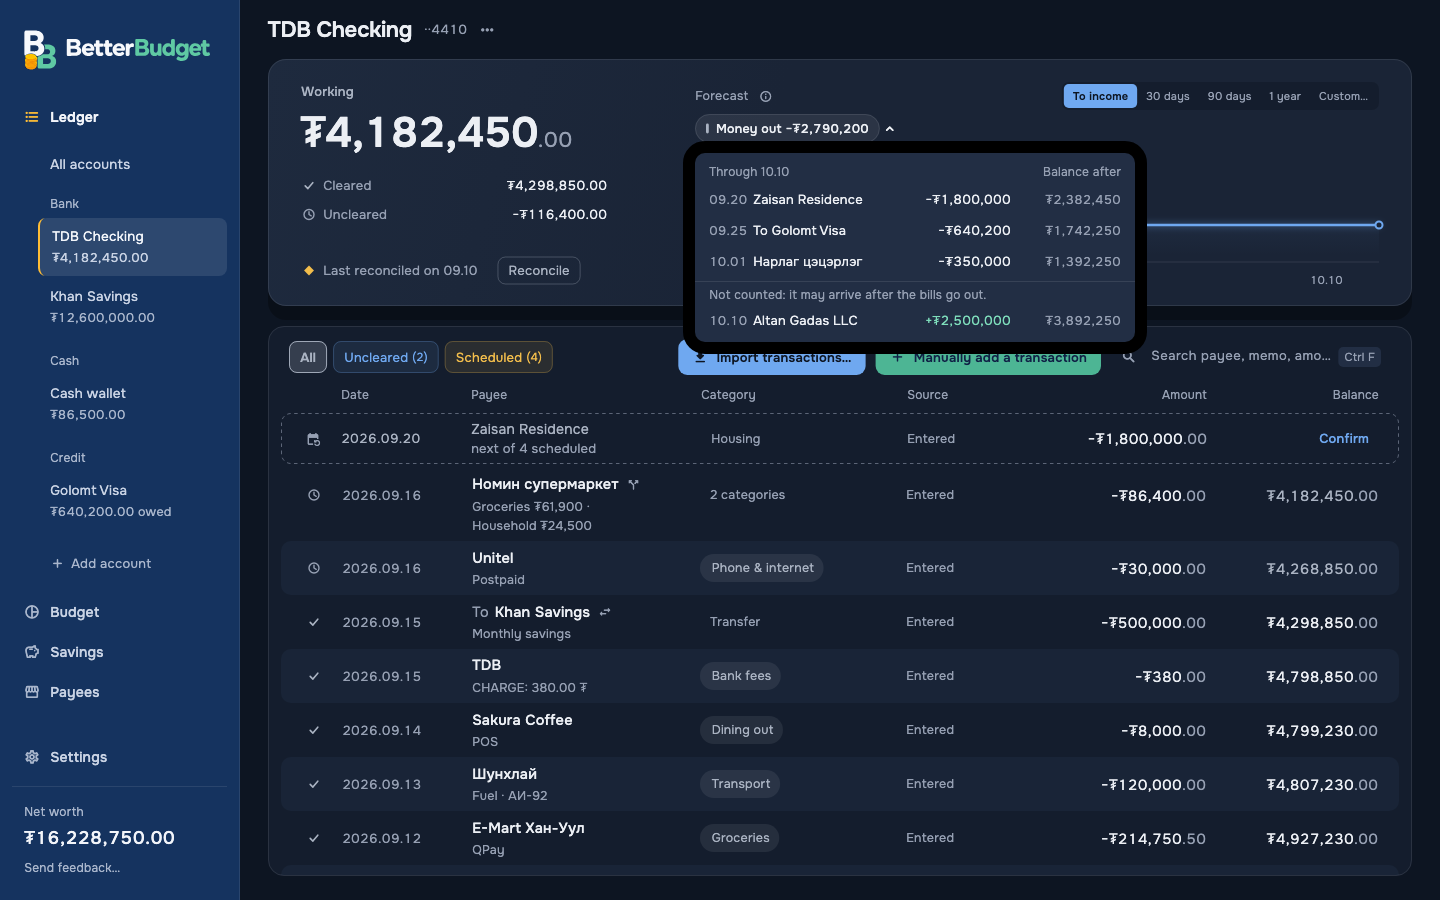 BetterBudget
Ledger
All accounts
Bank
TDB Checking
₮4,182,450.00
Khan Savings
₮12,600,000.00
Cash
Cash wallet
₮86,500.00
Credit
Golomt Visa
₮640,200.00 owed
+ Add account
Budget
Savings
Payees
Settings
Net worth
₮16,228,750.00
Send feedback...
TDB Checking ··4410 •••
Working
₮4,182,450.00
Cleared ₮4,298,850.00
Uncleared -₮116,400.00
Last reconciled on 09.10 Reconcile
Forecast
To income 30 days 90 days 1 year Custom...
Money out -₮2,790,200
Through 10.10 Balance after
09.20 Zaisan Residence -₮1,800,000 ₮2,382,450
09.25 To Golomt Visa -₮640,200 ₮1,742,250
10.01 Нарлаг цэцэрлэг -₮350,000 ₮1,392,250
Not counted: it may arrive after the bills go out.
10.10 Altan Gadas LLC +₮2,500,000 ₮3,892,250
10.10
All Uncleared (2) Scheduled (4) Import transactions... + Manually add a transaction Search payee, memo, amo... Ctrl F
Date Payee Category Source Amount Balance
2026.09.20 Zaisan Residence Housing Entered -₮1,800,000.00 Confirm
next of 4 scheduled
2026.09.16 Номин супермаркет 2 categories Entered -₮86,400.00 ₮4,182,450.00
Groceries ₮61,900 ·
Household ₮24,500
2026.09.16 Unitel Phone & internet Entered -₮30,000.00 ₮4,268,850.00
Postpaid
2026.09.15 To Khan Savings Transfer Entered -₮500,000.00 ₮4,298,850.00
Monthly savings
2026.09.15 TDB Bank fees Entered -₮380.00 ₮4,798,850.00
CHARGE: 380.00 ₮
2026.09.14 Sakura Coffee Dining out Entered -₮8,000.00 ₮4,799,230.00
POS
2026.09.13 Шунхлай Transport Entered -₮120,000.00 ₮4,807,230.00
Fuel · АИ-92
2026.09.12 E-Mart Хан-Уул Groceries Entered -₮214,750.50 ₮4,927,230.00
QPay